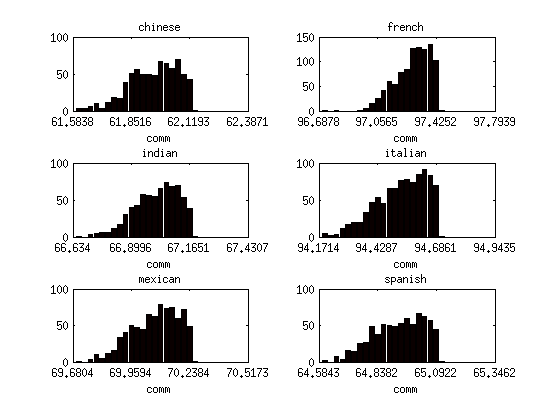 chinese
100
50
0
61.5838 61.8516 62.1193 62.3871
comm
french
150
100
50
0
96.6878 97.0565 97.4252 97.7939
comm
indian
100
50
0
66.634 66.8996 67.1651 67.4307
comm
italian
100
50
0
94.1714 94.4287 94.6861 94.9435
comm
mexican
100
50
0
69.6804 69.9594 70.2384 70.5173
comm
spanish
100
50
0
64.5843 64.8382 65.0922 65.3462
comm